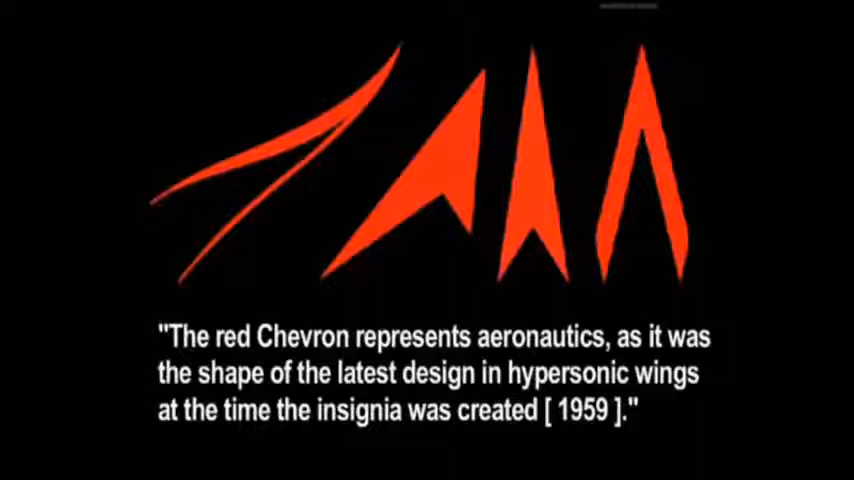 "The red Chevron represents aeronautics, as it was
the shape of the latest design in hypersonic wings
at the time the insignia was created [ 1959 ]."